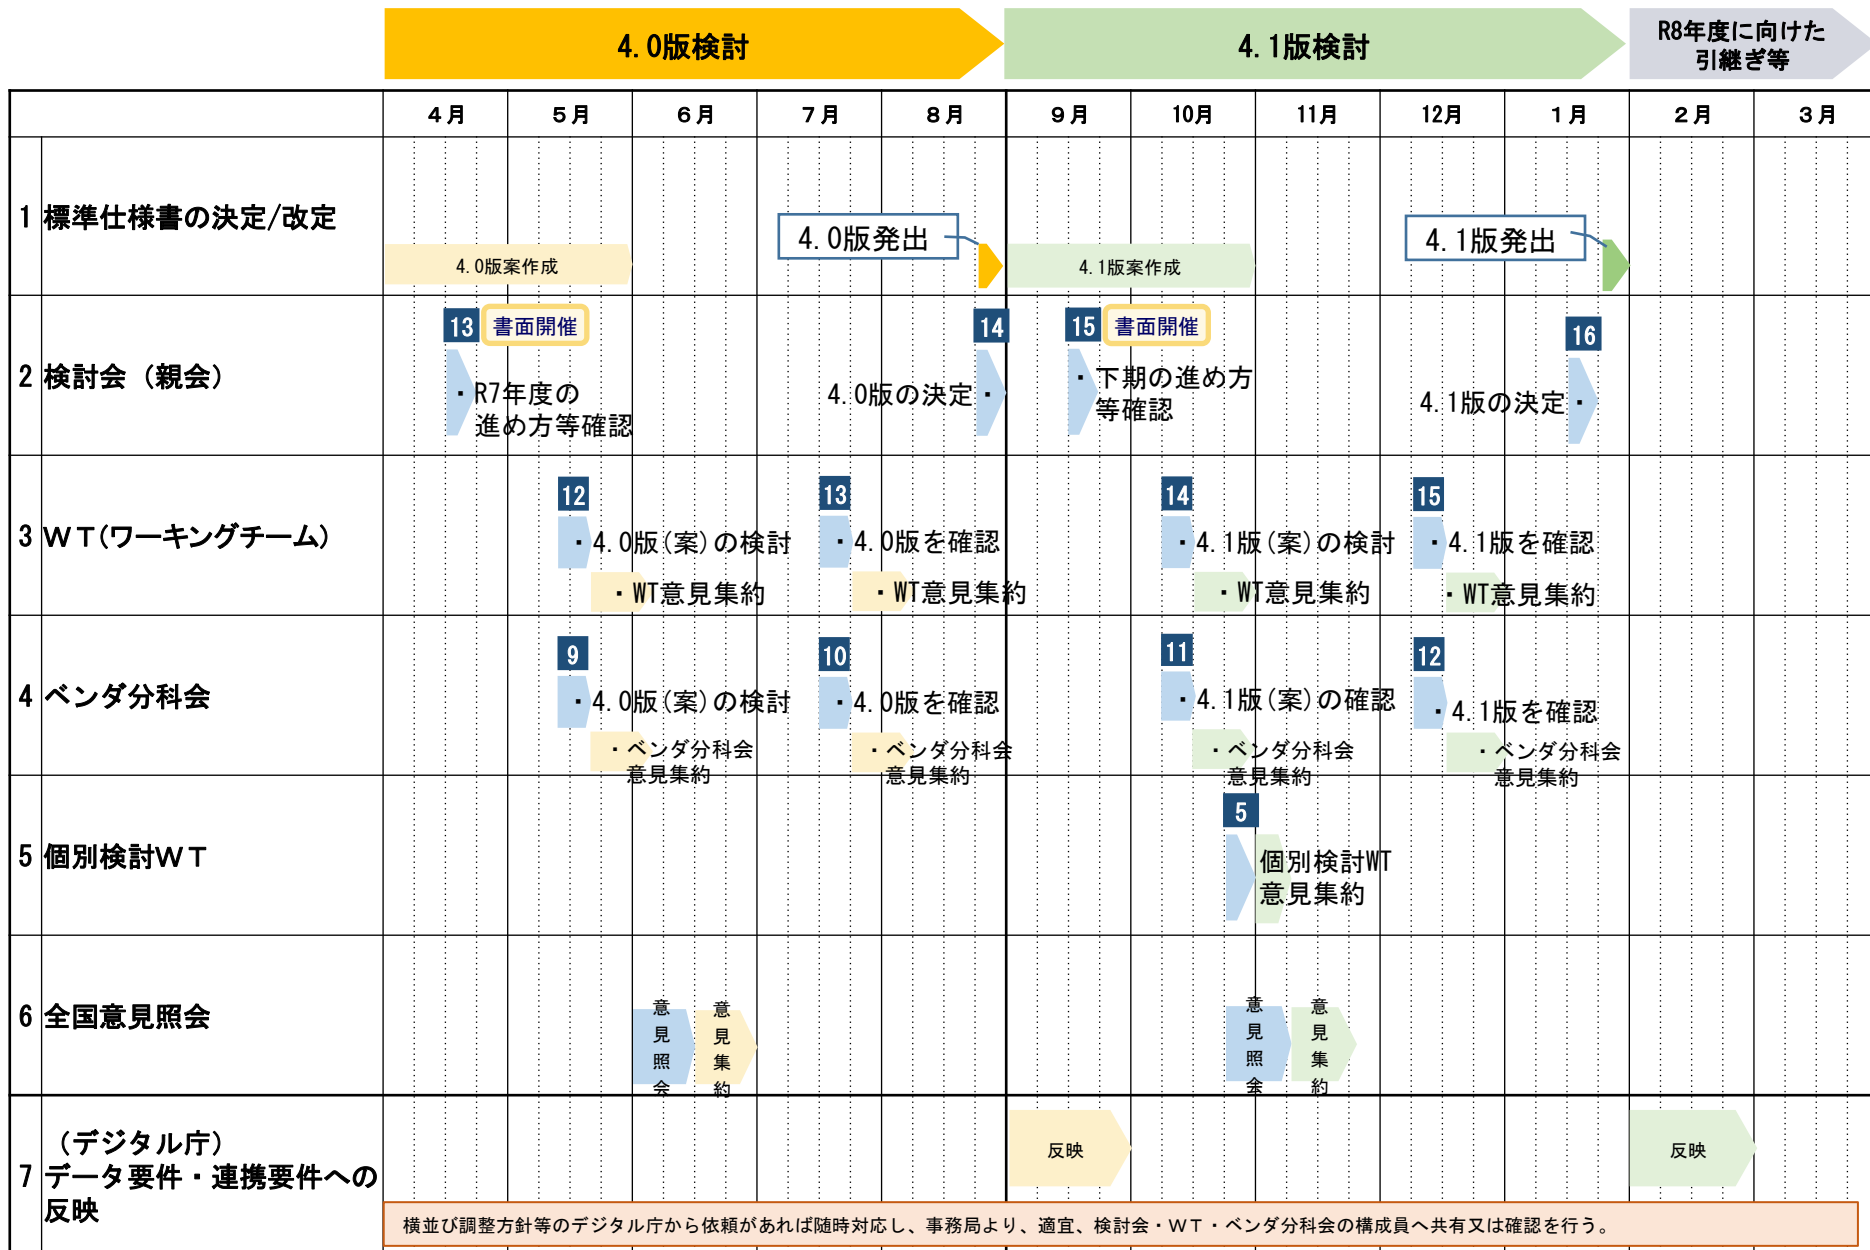 4.0版検討
4.1版検討
R8年度に向けた
引継ぎ等
4月 5月 6月 7月 8月 9月 10月 11月 12月 1月 2月 3月
1 標準仕様書の決定/改定
4.0版案作成
4.0版発出
4.1版案作成
4.1版発出
2 検討会（親会）
13 書面開催
・R7年度の
進め方等確認
14
4.0版の決定・
15 書面開催
・下期の進め方
等確認
16
4.1版の決定・
3 ＷＴ(ワーキングチーム)
12
・4.0版(案)の検討
・WT意見集約
13
・4.0版を確認
・WT意見集約
14
・4.1版(案)の検討
・WT意見集約
15
・4.1版を確認
・WT意見集約
4 ベンダ分科会
9
・4.0版(案)の検討
・ベンダ分科会
意見集約
10
・4.0版を確認
・ベンダ分科会
意見集約
11
・4.1版(案)の確認
・ベンダ分科会
意見集約
12
・4.1版を確認
・ベンダ分科会
意見集約
5 個別検討ＷＴ
5
個別検討WT
意見集約
6 全国意見照会
意見照会
意見集約
意見照会
意見集約
7 （デジタル庁）
データ要件・連携要件への
反映
反映
反映
横並び調整方針等のデジタル庁から依頼があれば随時対応し、事務局より、適宜、検討会・ＷＴ・ベンダ分科会の構成員へ共有又は確認を行う。